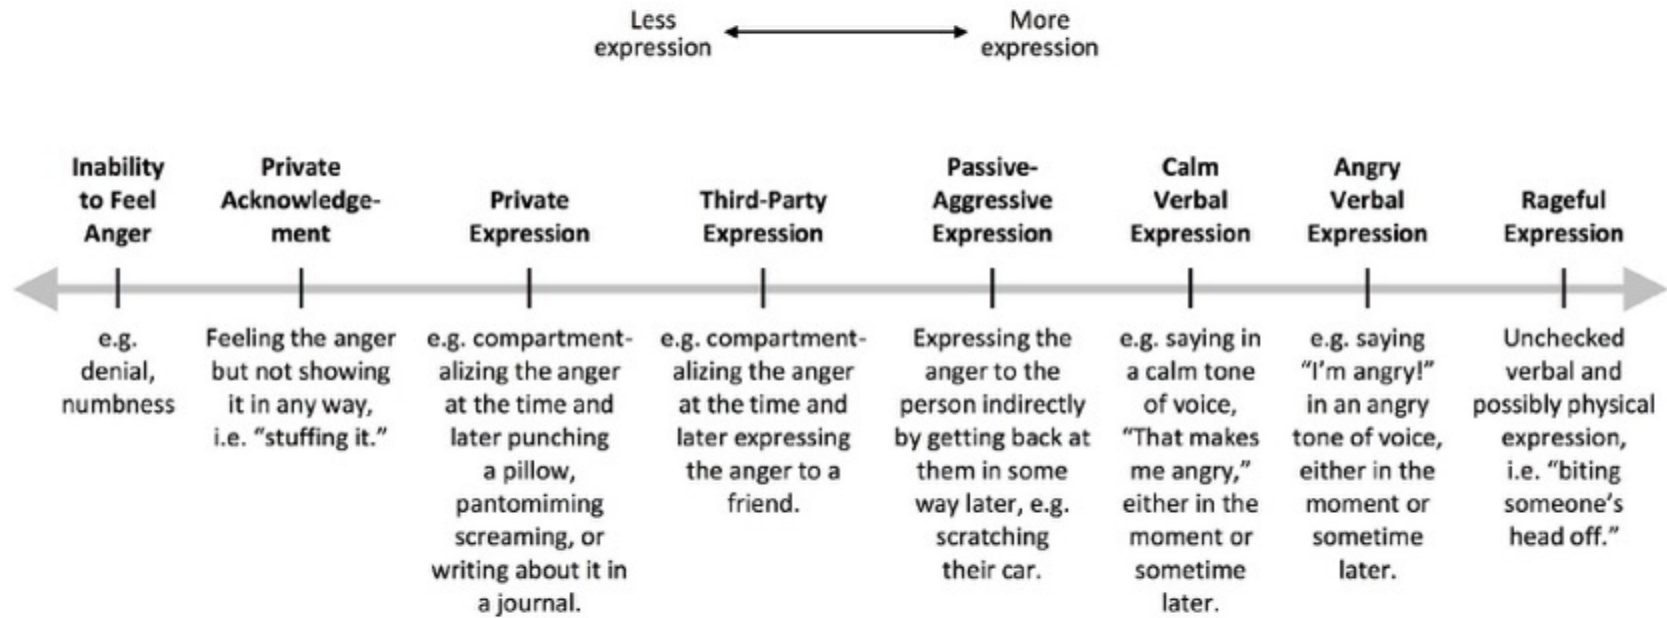 Less
expression
More
expression
Inability
to Feel
Anger
Private
Acknowledge-
ment
Private
Expression
Third-Party
Expression
Passive-
Aggressive
Expression
Calm
Verbal
Expression
Angry
Verbal
Expression
Rageful
Expression
e.g.
denial,
numbness
Feeling the anger
but not showing
it in any way,
i.e. “stuffing it.”
e.g. compartment-
alizing the anger
at the time and
later punching
a pillow,
pantomiming
screaming, or
writing about it in
a journal.
e.g. compartment-
alizing the anger
at the time and
later expressing
the anger to a
friend.
Expressing the
anger to the
person indirectly
by getting back at
them in some
way later, e.g.
scratching
their car.
e.g. saying in
a calm tone
of voice,
“That makes
me angry,”
either in the
moment or
sometime
later.
e.g. saying
“I’m angry!”
in an angry
tone of voice,
either in the
moment or
sometime
later.
Unchecked
verbal and
possibly physical
expression,
i.e. “biting
someone’s
head off.”